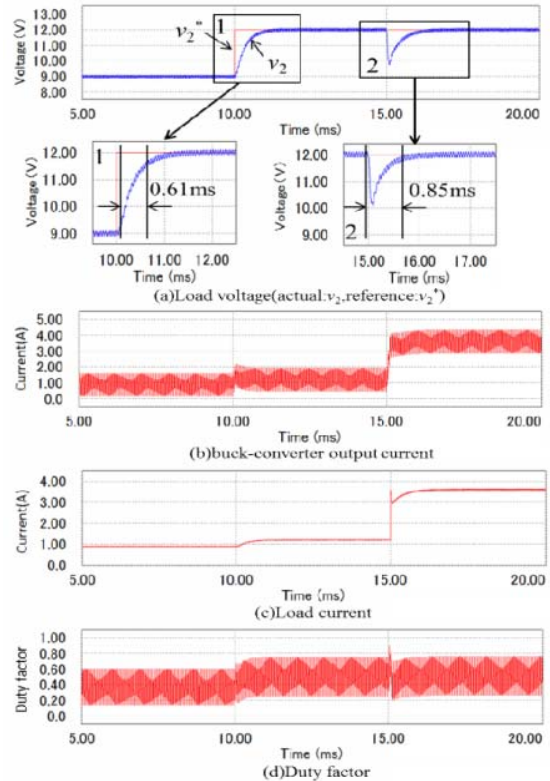 Voltage (V)
13.00
12.00
11.00
10.00
9.00
8.00
v₂*
1
v₂
2
5.00 10.00 15.00 20.00
Time (ms)
Voltage (V)
12.00
11.00
10.00
9.00
1
0.61ms
10.00 11.00 12.00
Time (ms)
Voltage (V)
12.00
11.00
10.00
9.00
2
0.85ms
15.00 16.00 17.00
Time (ms)
(a)Load voltage(actual:v₂,reference:v₂*)
Current(A)
5.00
4.00
3.00
2.00
1.00
0.0
5.00 10.00 15.00 20.00
Time (ms)
(b)buck-converter output current
Current(A)
4.00
3.00
2.00
1.00
0.00
5.00 10.00 15.00 20.00
Time (ms)
(c)Load current
Duty factor
1.00
0.80
0.60
0.40
0.20
0.0
5.00 10.00 15.00 20.00
Time (ms)
(d)Duty factor